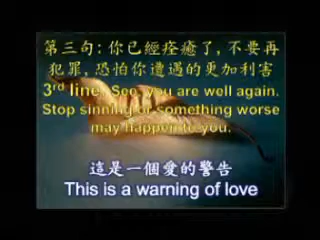 第三句: 你已經痊癒了, 不要再
犯罪, 恐怕你遭遇的更加利害
3rd line. See, you are well again.
Stop sinning or something worse
may happen to you.
這是一個愛的警告
This is a warning of love